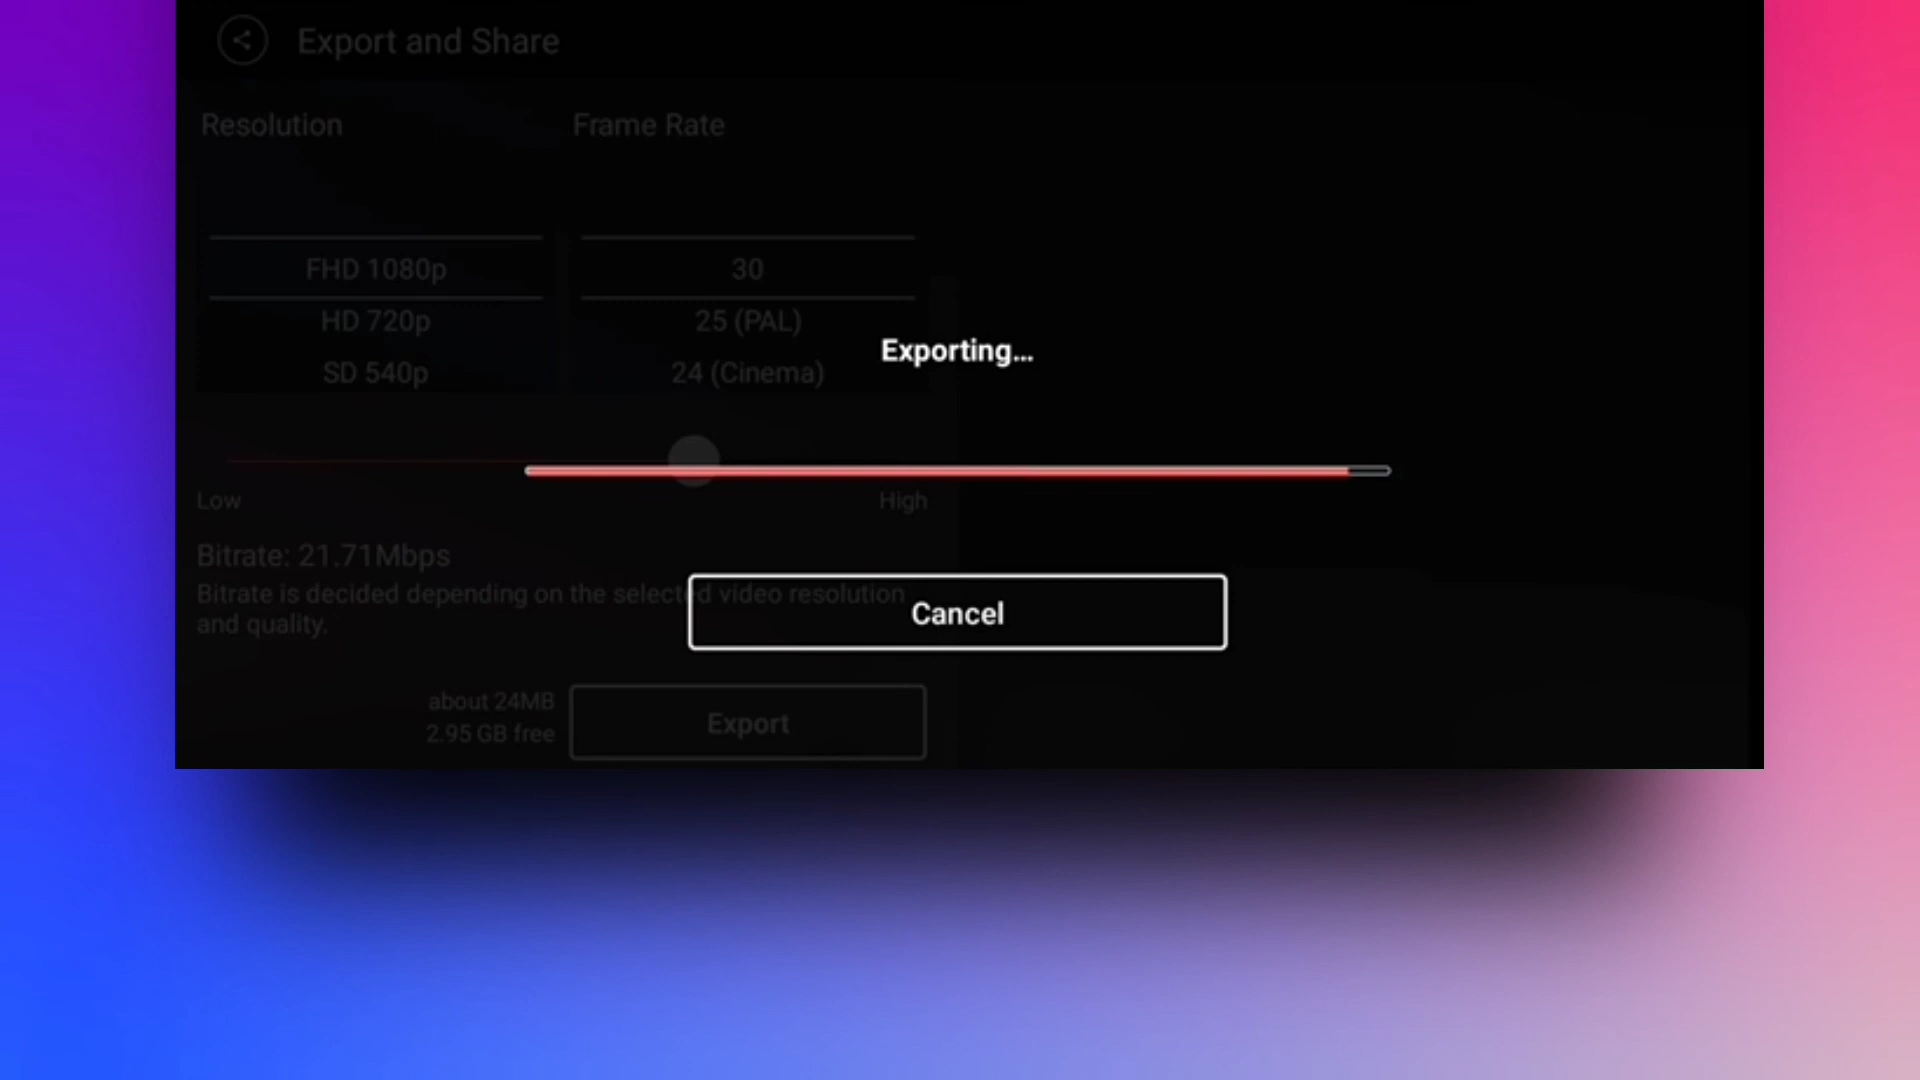 Export and Share
Resolution
Frame Rate
FHD 1080p
30
HD 720p
25 (PAL)
SD 540p
24 (Cinema)
Exporting...
Low
High
Bitrate: 21.71Mbps
Bitrate is decided depending on the selected video resolution
and quality.
Cancel
about 24MB
2.95 GB free
Export